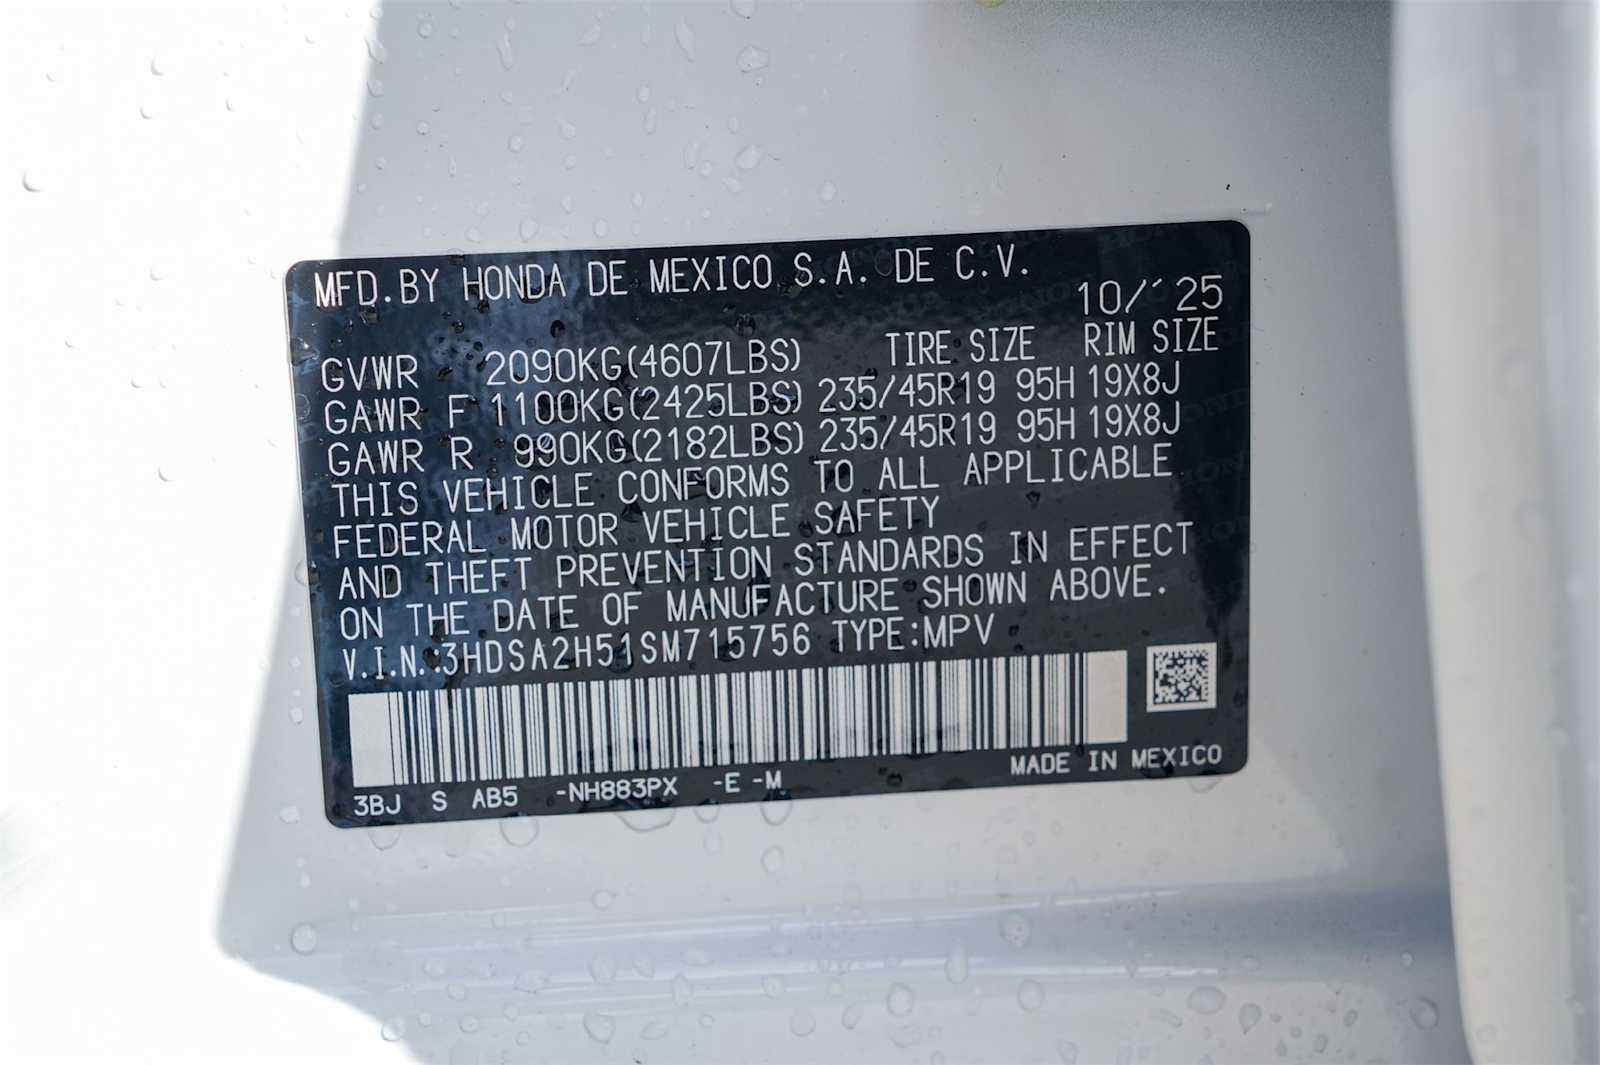 MFD.BY HONDA DE MEXICO S.A. DE C.V.
10/'25
TIRE SIZE RIM SIZE
GVWR 2090KG(4607LBS)
GAWR F 1100KG(2425LBS) 235/45R19 95H 19X8J
GAWR R 990KG(2182LBS) 235/45R19 95H 19X8J
THIS VEHICLE CONFORMS TO ALL APPLICABLE
FEDERAL MOTOR VEHICLE SAFETY
AND THEFT PREVENTION STANDARDS IN EFFECT
ON THE DATE OF MANUFACTURE SHOWN ABOVE.
V.I.N.:3HDSA2H51SM715756 TYPE:MPV
3BJ S AB5 -NH883PX -E -M
MADE IN MEXICO